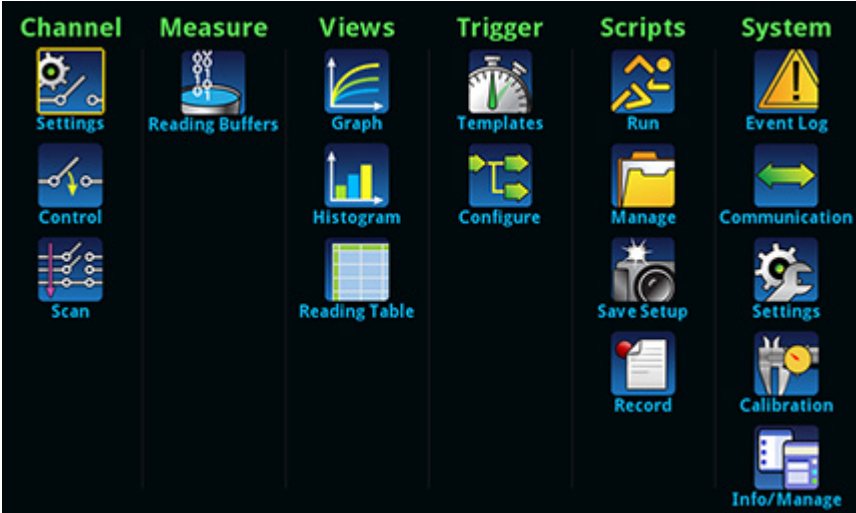 Channel Measure Views Trigger Scripts System
Settings Reading Buffers Graph Templates Run Event Log
Control Histogram Configure Manage Communication
Scan Reading Table Save Setup Settings
Record Calibration
Info/Manage